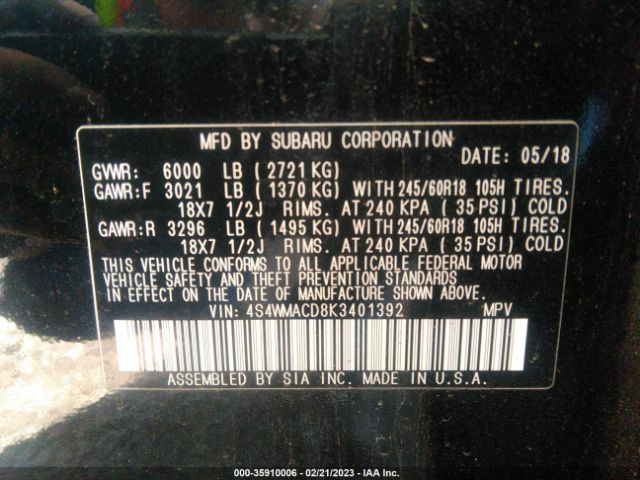 MFD BY SUBARU CORPORATION
DATE: 05/18
GVWR: 6000 LB ( 2721 KG)
GAWR:F 3021 LB ( 1370 KG) WITH 245/60R18 105H TIRES.
18X7 1/2J RIMS. AT 240 KPA ( 35 PSI) COLD
GAWR:R 3296 LB ( 1495 KG) WITH 245/60R18 105H TIRES.
18X7 1/2J RIMS. AT 240 KPA ( 35 PSI) COLD
THIS VEHICLE CONFORMS TO ALL APPLICABLE FEDERAL MOTOR
VEHICLE SAFETY AND THEFT PREVENTION STANDARDS
IN EFFECT ON THE DATE OF MANUFACTURE SHOWN ABOVE.
VIN: 4S4WMACD8K3401392 MPV
ASSEMBLED BY SIA INC. MADE IN U.S.A.
000-35910006 - 02/21/2023 - IAA Inc.